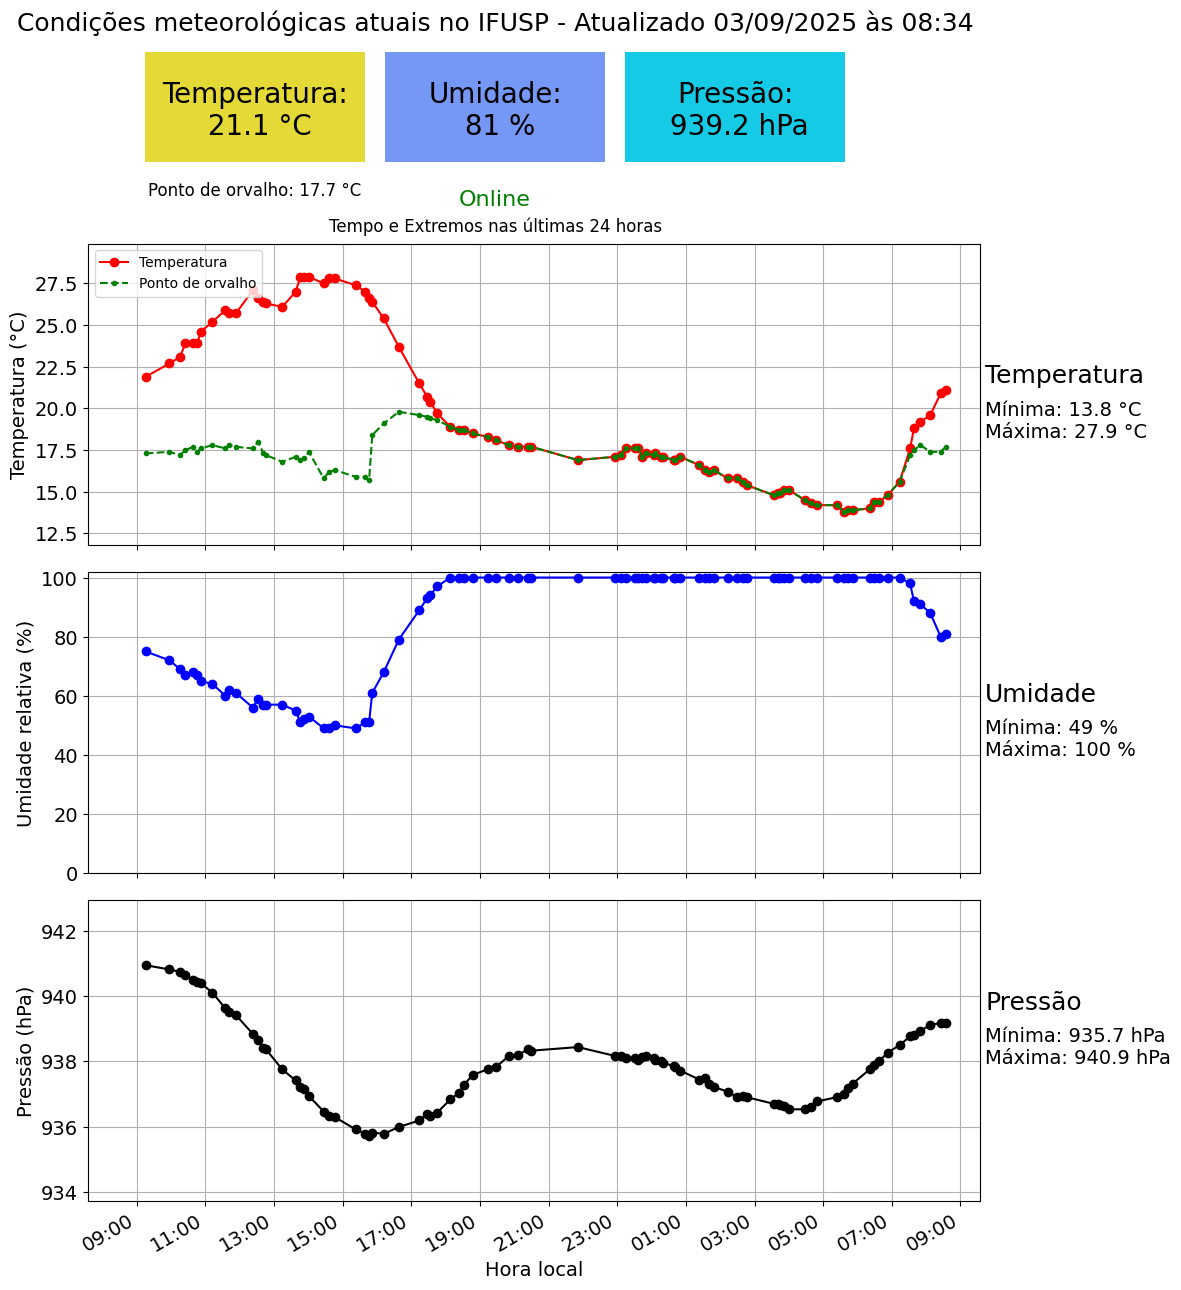 Condições meteorológicas atuais no IFUSP - Atualizado 03/09/2025 às 08:34
Temperatura:
21.1 °C
Umidade:
81 %
Pressão:
939.2 hPa
Ponto de orvalho: 17.7 °C
Online
Tempo e Extremos nas últimas 24 horas
Temperatura
Ponto de orvalho
Temperatura (°C)
27.5
25.0
22.5
20.0
17.5
15.0
12.5
Temperatura
Mínima: 13.8 °C
Máxima: 27.9 °C
Umidade relativa (%)
100
80
60
40
20
0
Umidade
Mínima: 49 %
Máxima: 100 %
Pressão (hPa)
942
940
938
936
934
Pressão
Mínima: 935.7 hPa
Máxima: 940.9 hPa
09:00
11:00
13:00
15:00
17:00
19:00
21:00
23:00
01:00
03:00
05:00
07:00
09:00
Hora local